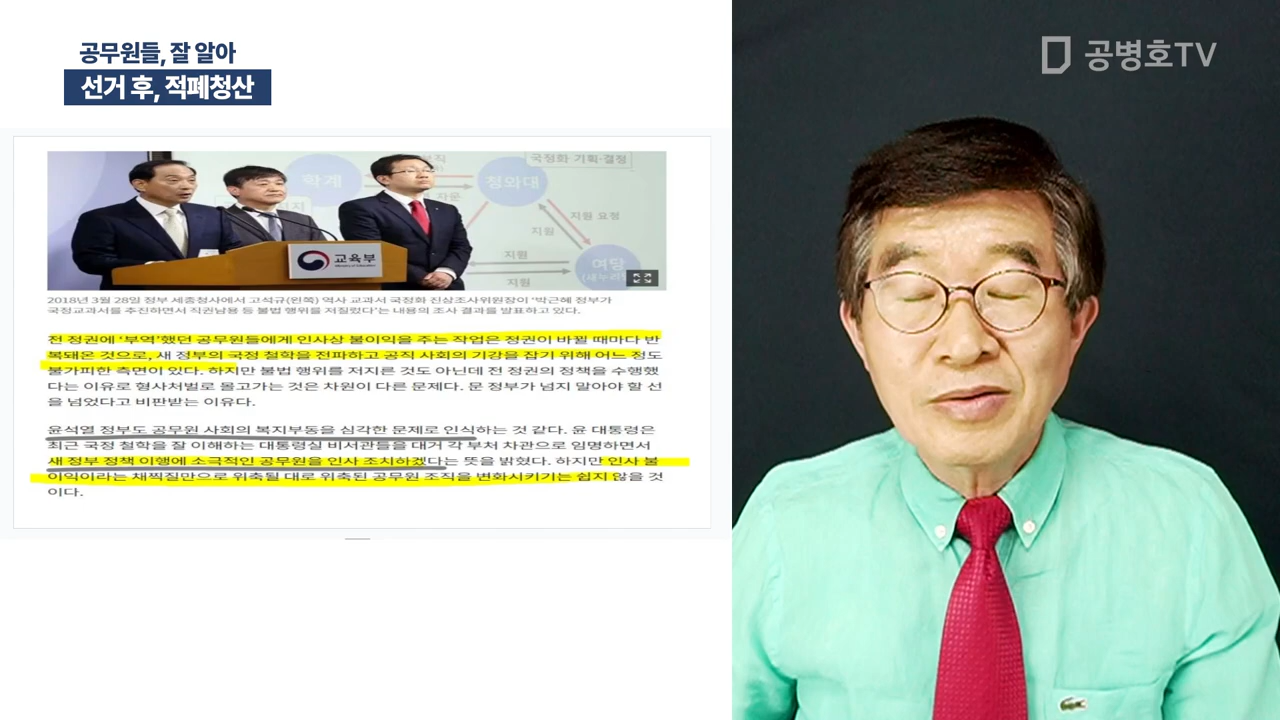 공무원들, 잘 알아
선거 후, 적폐청산
공병호TV
국정화 기획·결정
학계
청와대
자문
지원 요청
지원
지원
여당
지원
교육부
2018년 3월 28일 정부 세종청사에서 고석규(왼쪽) 역사 교과서 국정화 진상조사위원장이 '박근혜 정부가
국정교과서를 추진하면서 직권남용 등 불법 행위를 저질렀다'는 내용의 조사 결과를 발표하고 있다.
전 정권에 '부역'했던 공무원들에게 인사상 불이익을 주는 작업은 정권이 바뀔 때마다 반
복돼온 것으로, 새 정부의 국정 철학을 전파하고 공직 사회의 기강을 잡기 위해 어느 정도
불가피한 측면이 있다. 하지만 불법 행위를 저지른 것도 아닌데 전 정권의 정책을 수행했
다는 이유로 형사처벌로 몰고가는 것은 차원이 다른 문제다. 문 정부가 넘지 말아야 할 선
을 넘었다고 비판받는 이유다.
윤석열 정부도 공무원 사회의 복지부동을 심각한 문제로 인식하는 것 같다. 윤 대통령은
최근 국정 철학을 잘 이해하는 대통령실 비서관들을 대거 각 부처 차관으로 임명하면서
새 정부 정책 이행에 소극적인 공무원을 인사 조치하겠다는 뜻을 밝혔다. 하지만 인사 불
이익이라는 채찍질만으로 위축될 대로 위축된 공무원 조직을 변화시키기는 쉽지 않을 것
이다.